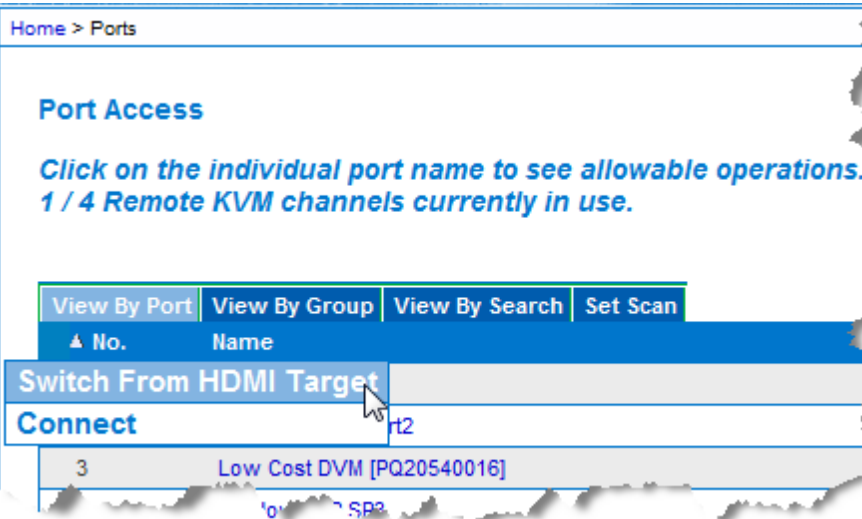 Home > Ports
Port Access
Click on the individual port name to see allowable operations.
1 / 4 Remote KVM channels currently in use.
View By Port View By Group View By Search Set Scan
▲ No. Name
Switch From HDMI Target
Connect
3 Low Cost DVM [PQ20540016]